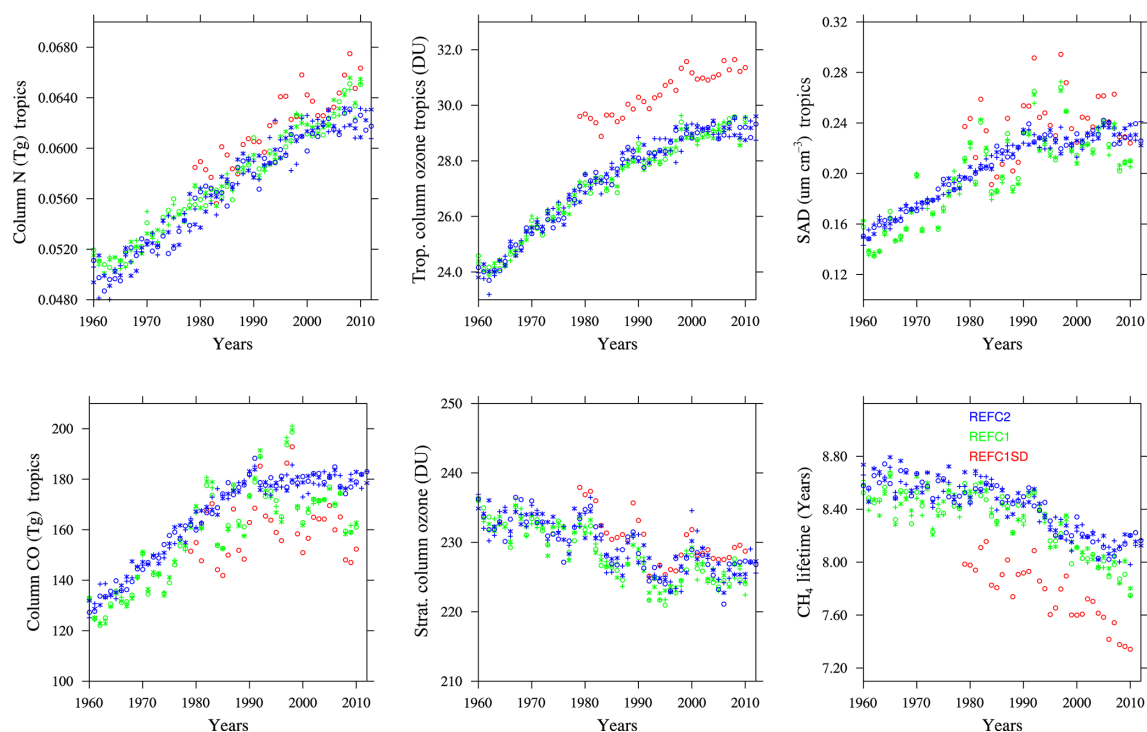 Column N (Tg) tropics
0.0680
0.0640
0.0600
0.0560
0.0520
0.0480
1960 1970 1980 1990 2000 2010
Years
Trop. column ozone tropics (DU)
32.0
30.0
28.0
26.0
24.0
1960 1970 1980 1990 2000 2010
Years
SAD (um cm⁻³) tropics
0.32
0.28
0.24
0.20
0.16
0.12
1960 1970 1980 1990 2000 2010
Years
Column CO (Tg) tropics
200
180
160
140
120
100
1960 1970 1980 1990 2000 2010
Years
Strat. column ozone (DU)
250
240
230
220
210
1960 1970 1980 1990 2000 2010
Years
CH₄ lifetime (Years)
8.80
8.40
8.00
7.60
7.20
REFC2
REFC1
REFC1SD
1960 1970 1980 1990 2000 2010
Years